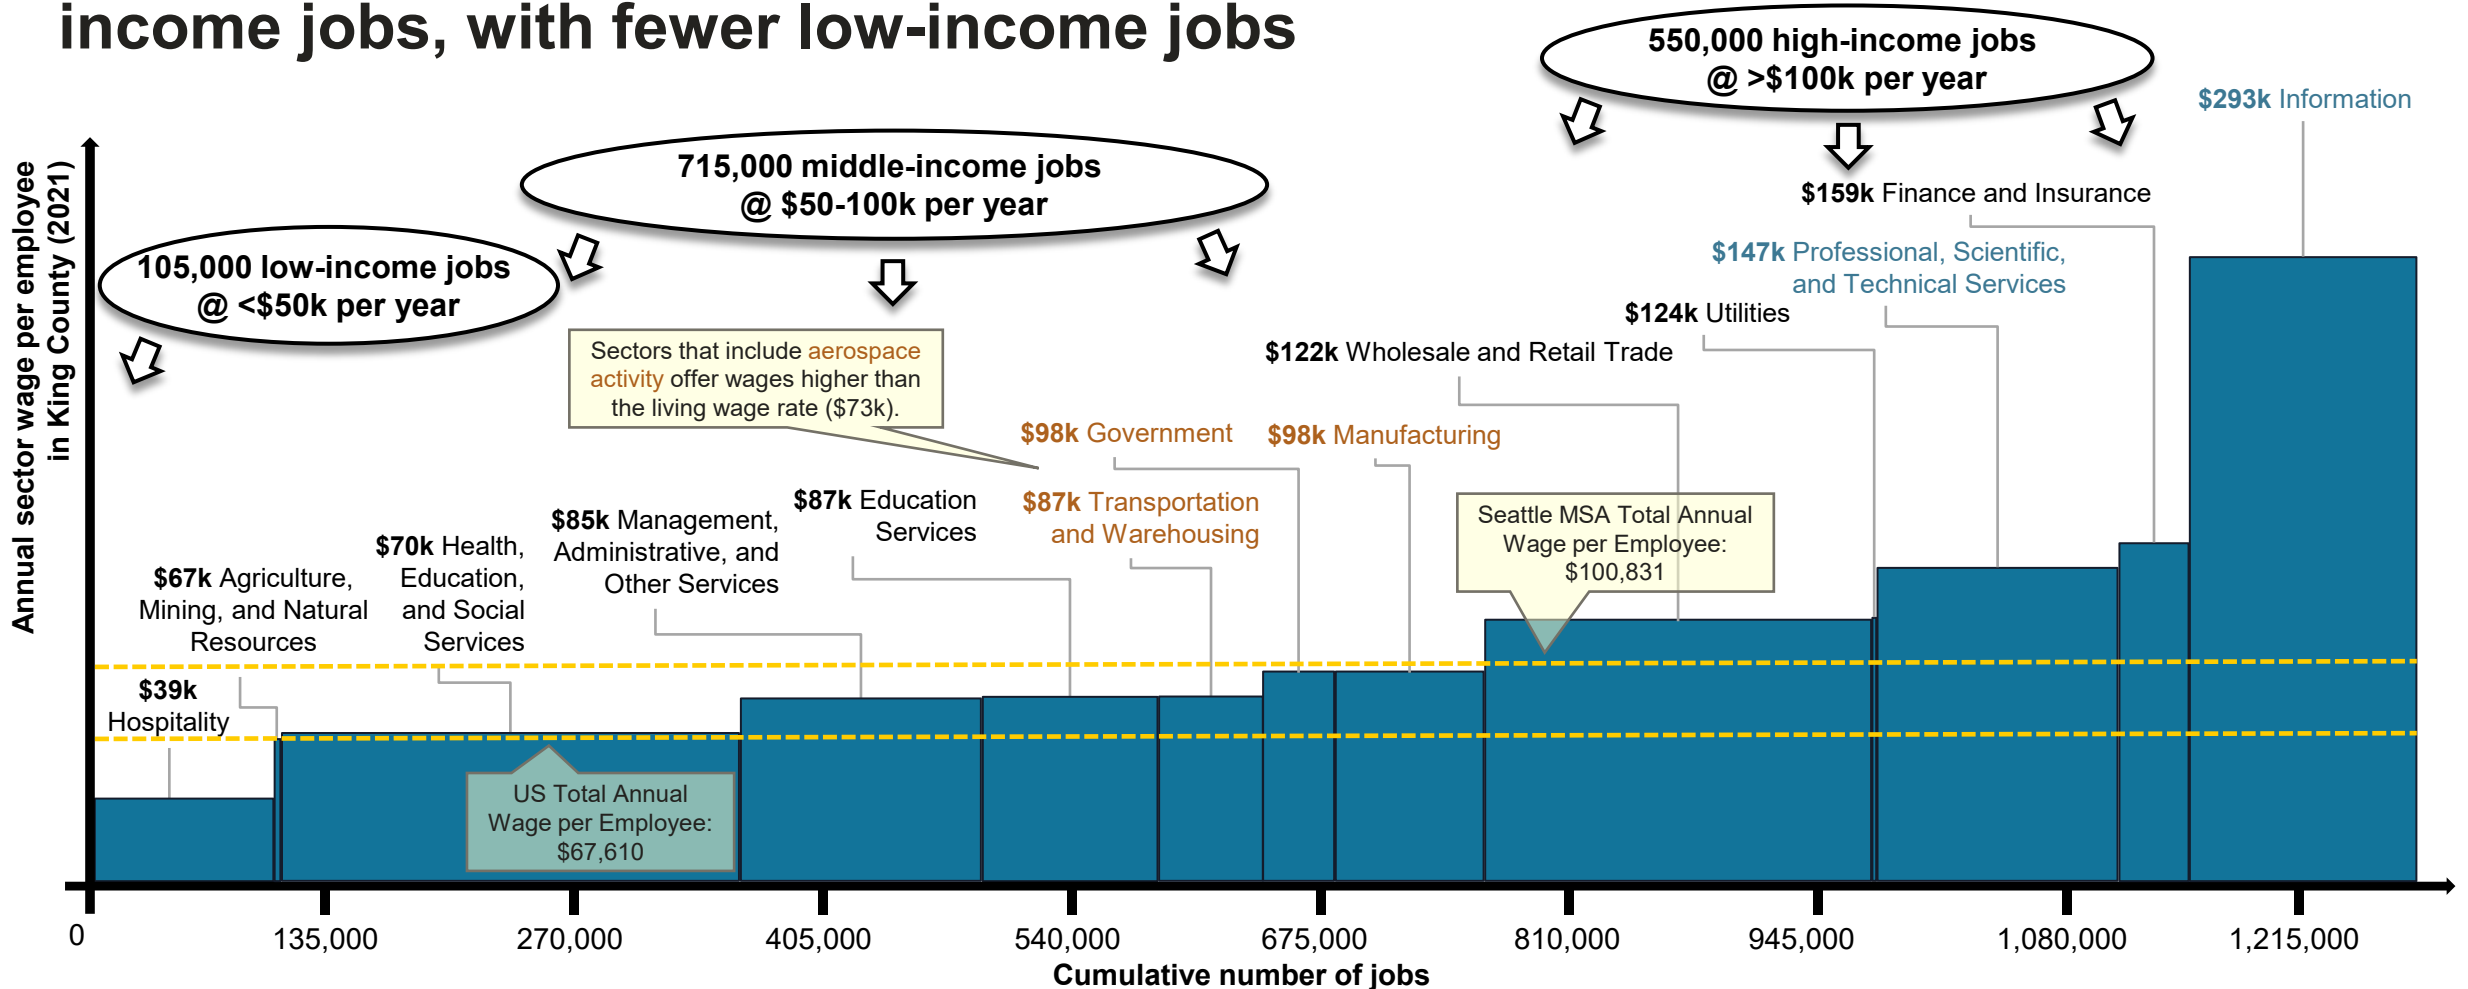 income jobs, with fewer low-income jobs
550,000 high-income jobs
@ >$100k per year
$293k Information
715,000 middle-income jobs
@ $50-100k per year
$159k Finance and Insurance
105,000 low-income jobs
@ <$50k per year
$147k Professional, Scientific,
and Technical Services
$124k Utilities
$122k Wholesale and Retail Trade
Sectors that include aerospace
activity offer wages higher than
the living wage rate ($73k).
$98k Government
$98k Manufacturing
$87k Transportation
and Warehousing
$87k Education
Services
$85k Management,
Administrative, and
Other Services
$70k Health,
Education,
and Social
Services
$67k Agriculture,
Mining, and Natural
Resources
$39k
Hospitality
Seattle MSA Total Annual
Wage per Employee:
$100,831
US Total Annual
Wage per Employee:
$67,610
Annual sector wage per employee
in King County (2021)
0
135,000
270,000
405,000
540,000
675,000
810,000
945,000
1,080,000
1,215,000
Cumulative number of jobs